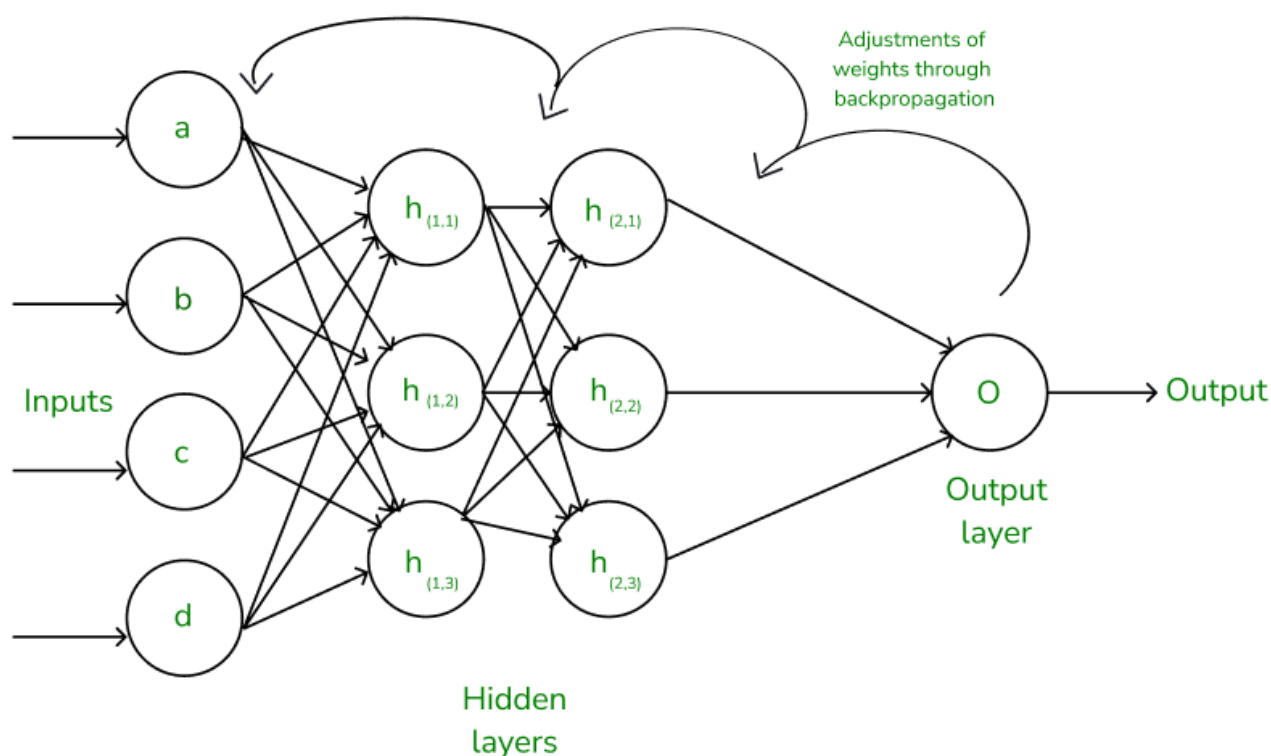 Adjustments of
weights through
backpropagation
a
h (1,1)
h (2,1)
b
Inputs
h (1,2)
h (2,2)
O
Output
c
Output
layer
h (1,3)
h (2,3)
d
Hidden
layers